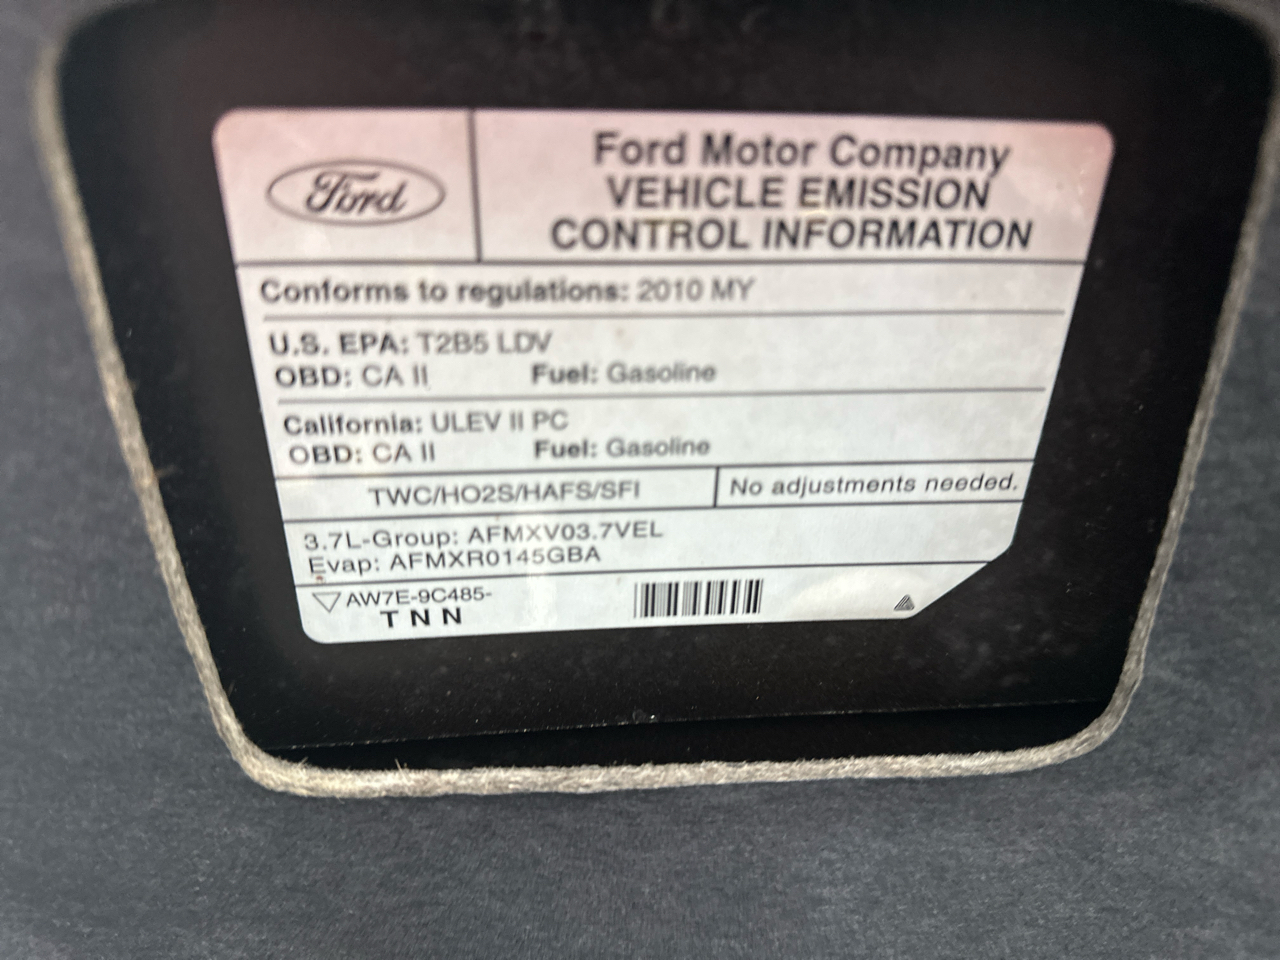 Ford
Ford Motor Company
VEHICLE EMISSION
CONTROL INFORMATION
Conforms to regulations: 2010 MY
U.S. EPA: T2B5 LDV
OBD: CA II Fuel: Gasoline
California: ULEV II PC
OBD: CA II Fuel: Gasoline
TWC/HO2S/HAFS/SFI No adjustments needed.
3.7L-Group: AFMXV03.7VEL
Evap: AFMXR0145GBA
AW7E-9C485-
TNN